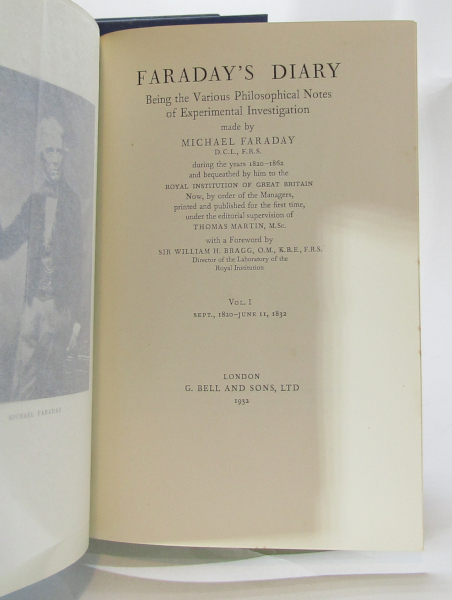 FARADAY'S DIARY
Being the Various Philosophical Notes
of Experimental Investigation
made by
MICHAEL FARADAY
D.C.L., F.R.S.
during the years 1820–1862
and bequeathed by him to the
ROYAL INSTITUTION OF GREAT BRITAIN
Now, by order of the Managers,
printed and published for the first time,
under the editorial supervision of
THOMAS MARTIN, M.Sc.
with a Foreword by
SIR WILLIAM H. BRAGG, O.M., K.B.E., F.R.S.
Director of the Laboratory of the
Royal Institution
VOL. I
SEPT., 1820–JUNE 11, 1832
LONDON
G. BELL AND SONS, LTD
1932
MICHAEL FARADAY